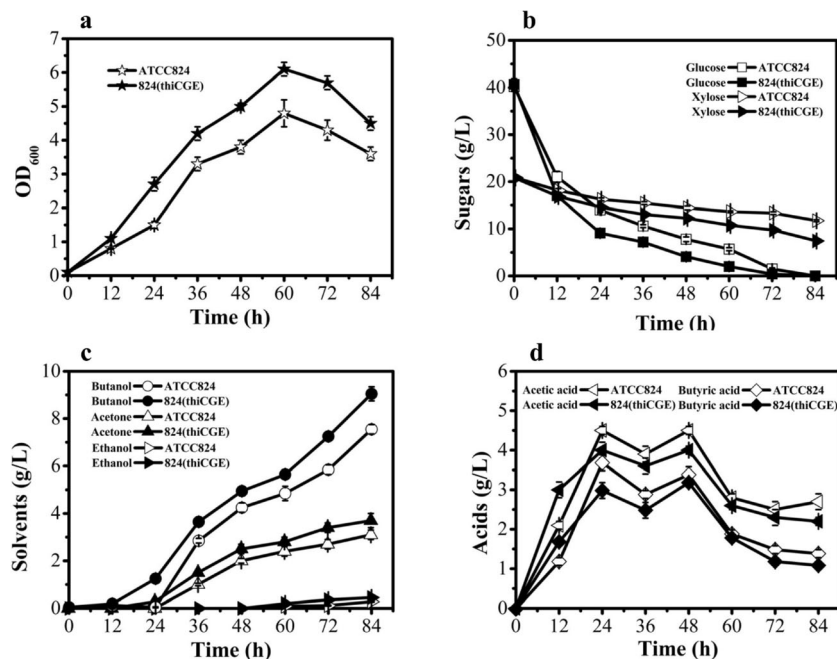 a
ATCC824
824(thiCGE)
7
6
5
4
3
2
1
0
OD600
0 12 24 36 48 60 72 84
Time (h)
b
Glucose ATCC824
Glucose 824(thiCGE)
Xylose ATCC824
Xylose 824(thiCGE)
50
40
30
20
10
0
Sugars (g/L)
0 12 24 36 48 60 72 84
Time (h)
c
Butanol ATCC824
Butanol 824(thiCGE)
Acetone ATCC824
Acetone 824(thiCGE)
Ethanol ATCC824
Ethanol 824(thiCGE)
10
8
6
4
2
0
Solvents (g/L)
0 12 24 36 48 60 72 84
Time (h)
d
Acetic acid ATCC824 Butyric acid ATCC824
Acetic acid 824(thiCGE) Butyric acid 824(thiCGE)
6
5
4
3
2
1
0
Acids (g/L)
0 12 24 36 48 60 72 84
Time (h)